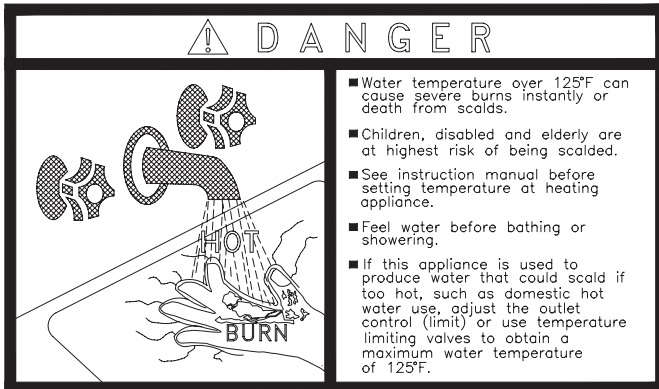 DANGER
HOT
BURN
Water temperature over 125°F can
cause severe burns instantly or
death from scalds.
Children, disabled and elderly are
at highest risk of being scalded.
See instruction manual before
setting temperature at heating
appliance.
Feel water before bathing or
showering.
If this appliance is used to
produce water that could scald if
too hot, such as domestic hot
water use, adjust the outlet
control (limit) or use temperature
limiting valves to obtain a
maximum water temperature
of 125°F.